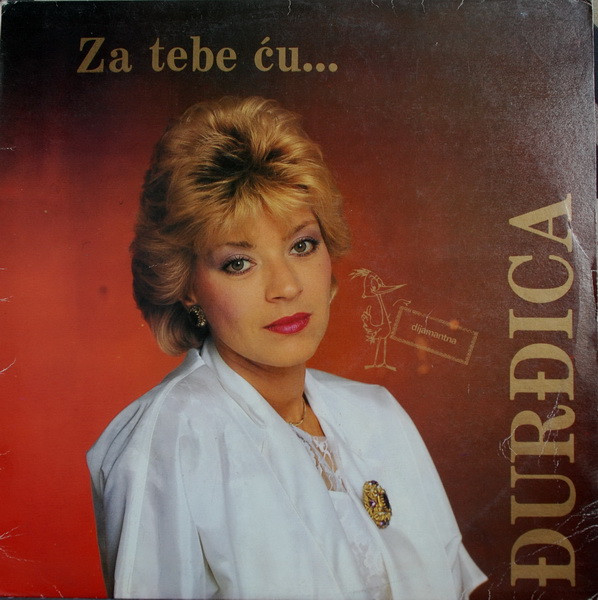 Za tebe ću...
dijamantna
ĐURĐICA